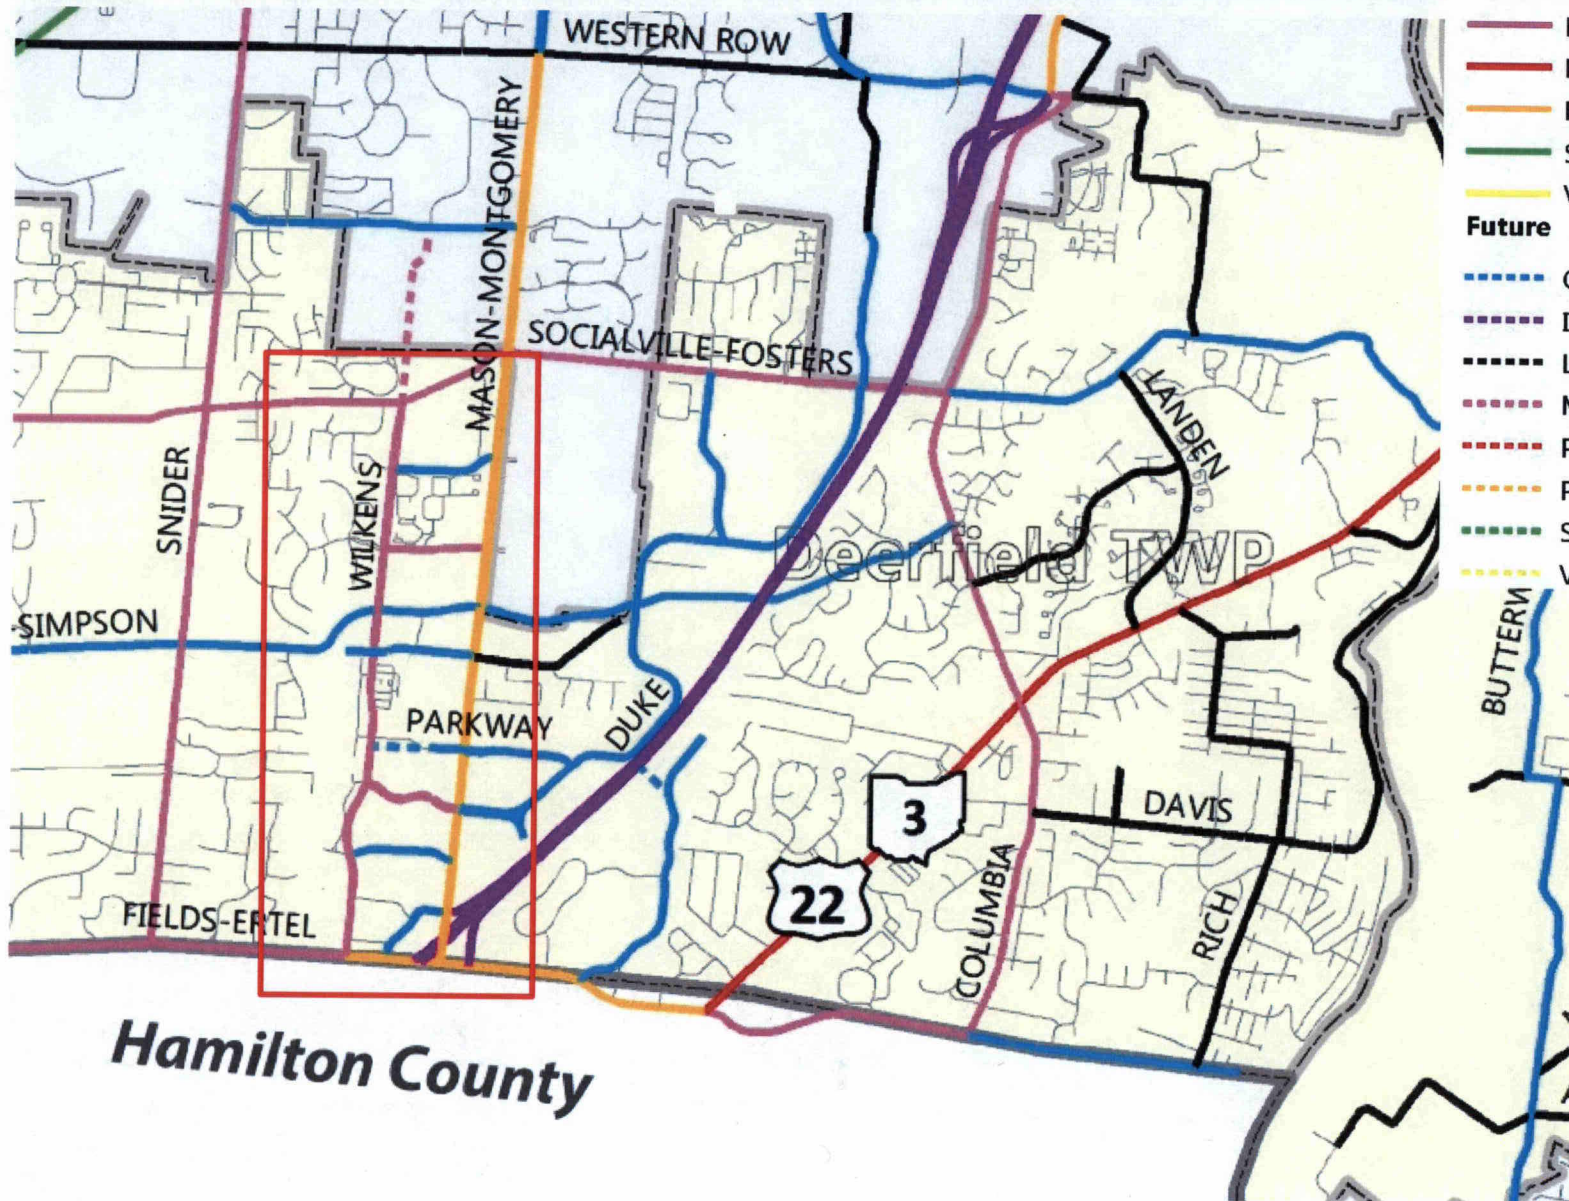 WESTERN ROW
MASON-MONTGOMERY
Future
SOCIALVILLE-FOSTERS
LANDEN
SNIDER
WILKENS
Deerfield TWP
SIMPSON
DUKE
PARKWAY
3
DAVIS
22
COLUMBIA
RICH
FIELDS-ERTEL
Hamilton County